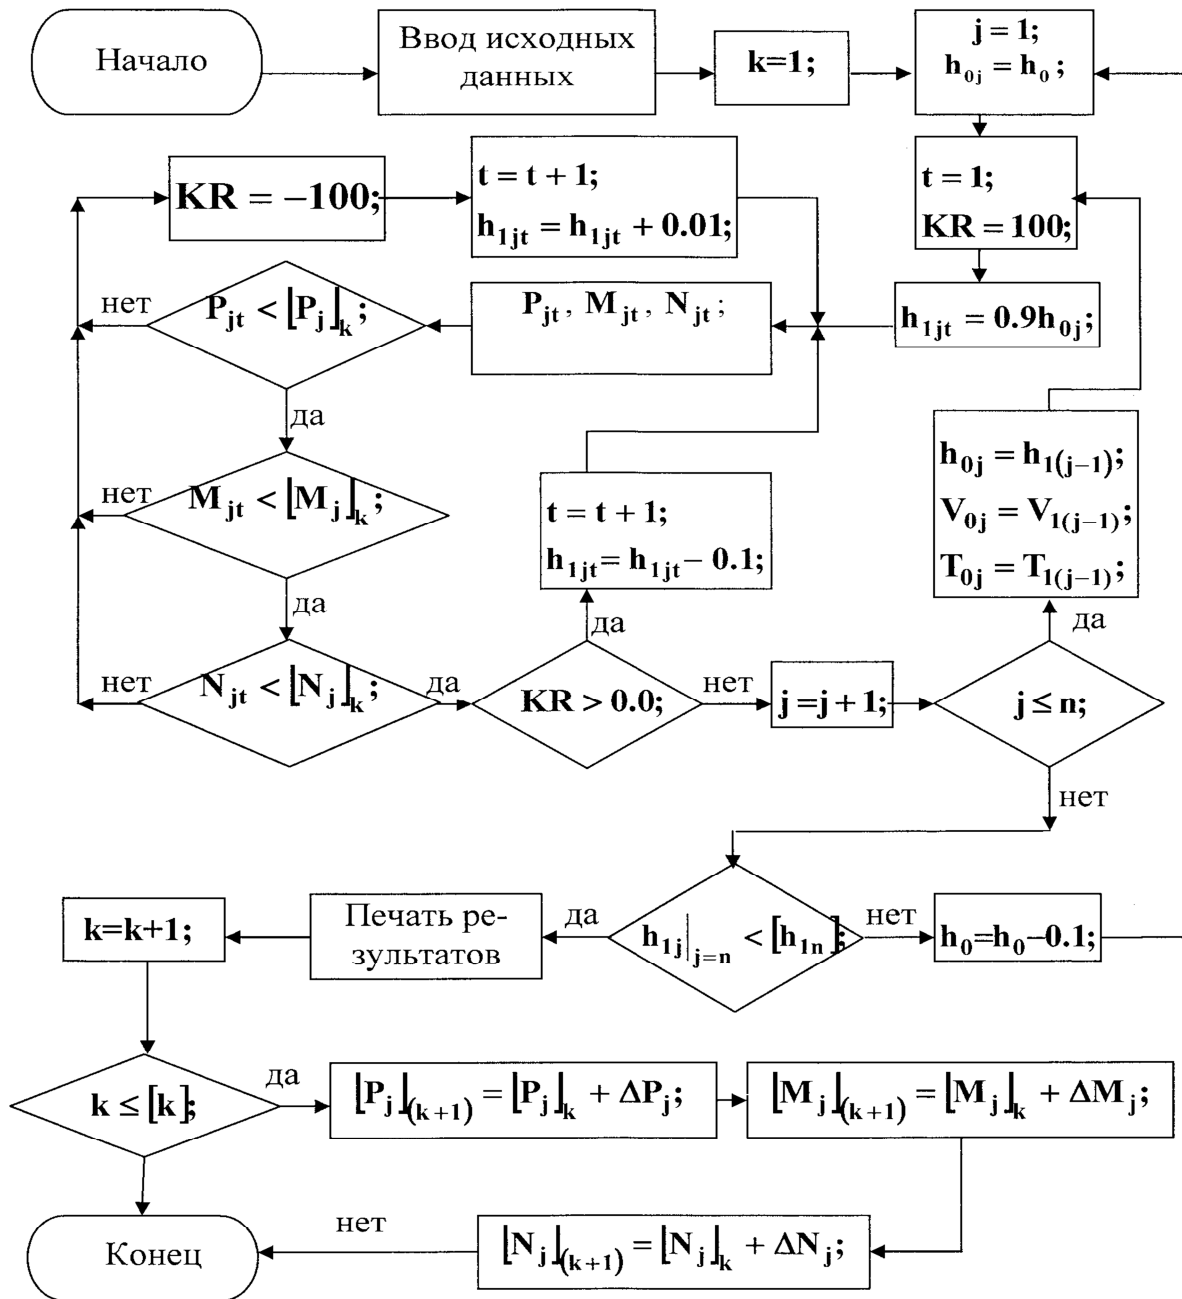 Начало
Ввод исходных
данных
k=1;
j = 1;
h₀ⱼ = h₀ ;
KR = −100;
t = t + 1;
h₁ⱼₜ = h₁ⱼₜ + 0.01;
t = 1;
KR = 100;
нет
Pⱼₜ < [Pⱼ]ₖ;
Pⱼₜ, Mⱼₜ, Nⱼₜ ;
h₁ⱼₜ = 0.9h₀ⱼ;
да
нет
Mⱼₜ < [Mⱼ]ₖ;
t = t + 1;
h₁ⱼₜ = h₁ⱼₜ − 0.1;
h₀ⱼ = h₁₍ⱼ₋₁₎;
V₀ⱼ = V₁₍ⱼ₋₁₎;
T₀ⱼ = T₁₍ⱼ₋₁₎;
да
да
да
нет
Nⱼₜ < [Nⱼ]ₖ;
да
KR > 0.0;
нет
j = j + 1;
j ≤ n;
нет
k=k+1;
Печать ре-
зультатов
да
h₁ⱼ|ⱼ₌ₙ < [h₁ₙ];
нет
h₀=h₀−0.1;
k ≤ [k];
да
[Pⱼ]₍ₖ₊₁₎ = [Pⱼ]ₖ + ΔPⱼ;
[Mⱼ]₍ₖ₊₁₎ = [Mⱼ]ₖ + ΔMⱼ;
Конец
нет
[Nⱼ]₍ₖ₊₁₎ = [Nⱼ]ₖ + ΔNⱼ;